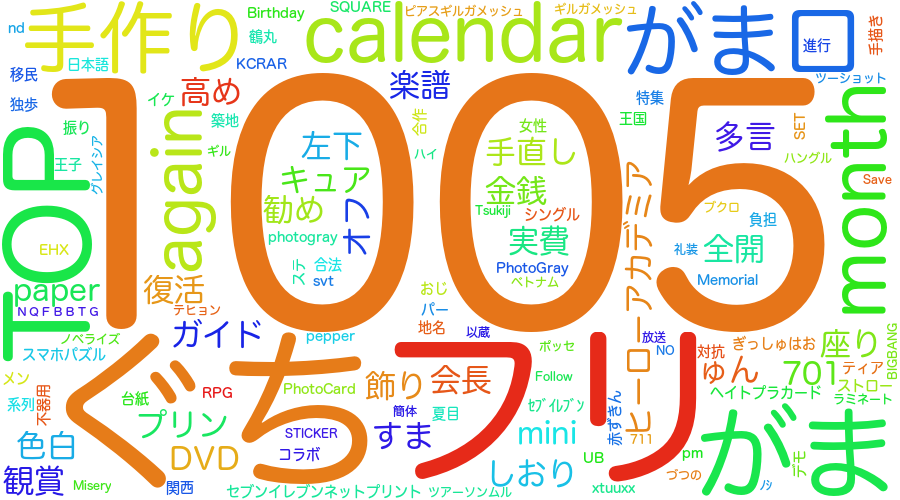 nd
手作り
Birthday
鶴丸
KCRAR
SQUARE
ピアスギルガメッシュ
ギルガメッシュ
calendar
がま口
進行
手描き
日本語
移民
独歩
イケ
高め
楽譜
特集
ツーショット
振り
築地
合作
王国
SET
多言
month
TOP
王子
グレイシア
again
ギル
1005
左下
ハイ
女性
手直し
ハングル
Save
キュア
金銭
勧め
オフ
Tsukiji
シングル
ヒーローアカデミア
ブクロ
負担
EHX
photogray
実費
礼装
全開
ステ
合法
svt
PhotoGray
ベトナム
Memorial
paper
復活
おじ
パー
NQFBBTG
テヒョン
地名
以蔵
ガイド
pepper
ノベライズ
スマホパズル
ポッセ
放送
NO
対抗
ぎっしゅはお
座り
BIGBANG
メン
系列
不器用
台紙
RPG
ぐち
PhotoCard
飾り
会長
フリ
Follow
ゅん
701
ティア
ストロー
ヘイトプラカード
ラミネート
プリン
簡体
夏目
ｾﾌﾞﾝｲﾚﾌﾞﾝ
赤ずきん
711
色白
DVD
STICKER
コラボ
すま
mini
がま
観賞
Misery
関西
しおり
UB
pm
づつの
デモ
セブンイレブンネットプリント
ツアーソンムル
xtuuxx